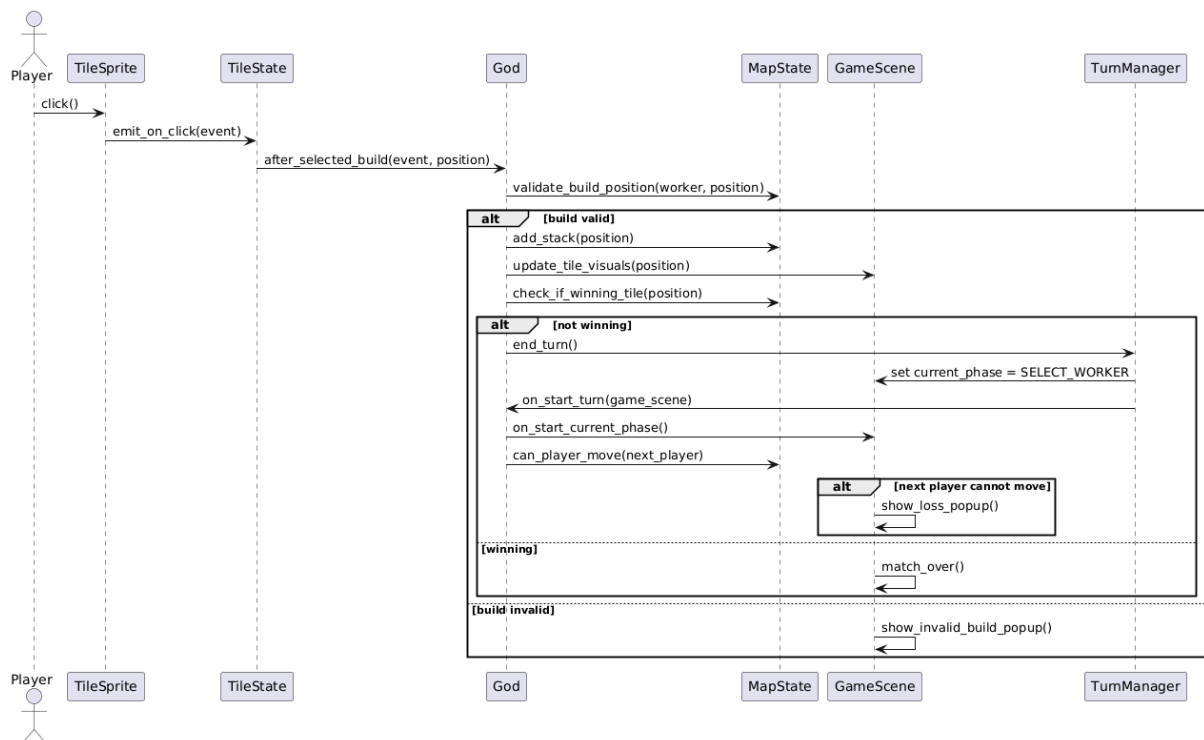 Player
TileSprite
TileState
God
MapState
GameScene
TurnManager
click()
emit_on_click(event)
after_selected_build(event, position)
validate_build_position(worker, position)
alt
[build valid]
add_stack(position)
update_tile_visuals(position)
check_if_winning_tile(position)
alt
[not winning]
end_turn()
set current_phase = SELECT_WORKER
on_start_turn(game_scene)
on_start_current_phase()
can_player_move(next_player)
alt
[next player cannot move]
show_loss_popup()
[winning]
match_over()
[build invalid]
show_invalid_build_popup()
Player
TileSprite
TileState
God
MapState
GameScene
TurnManager